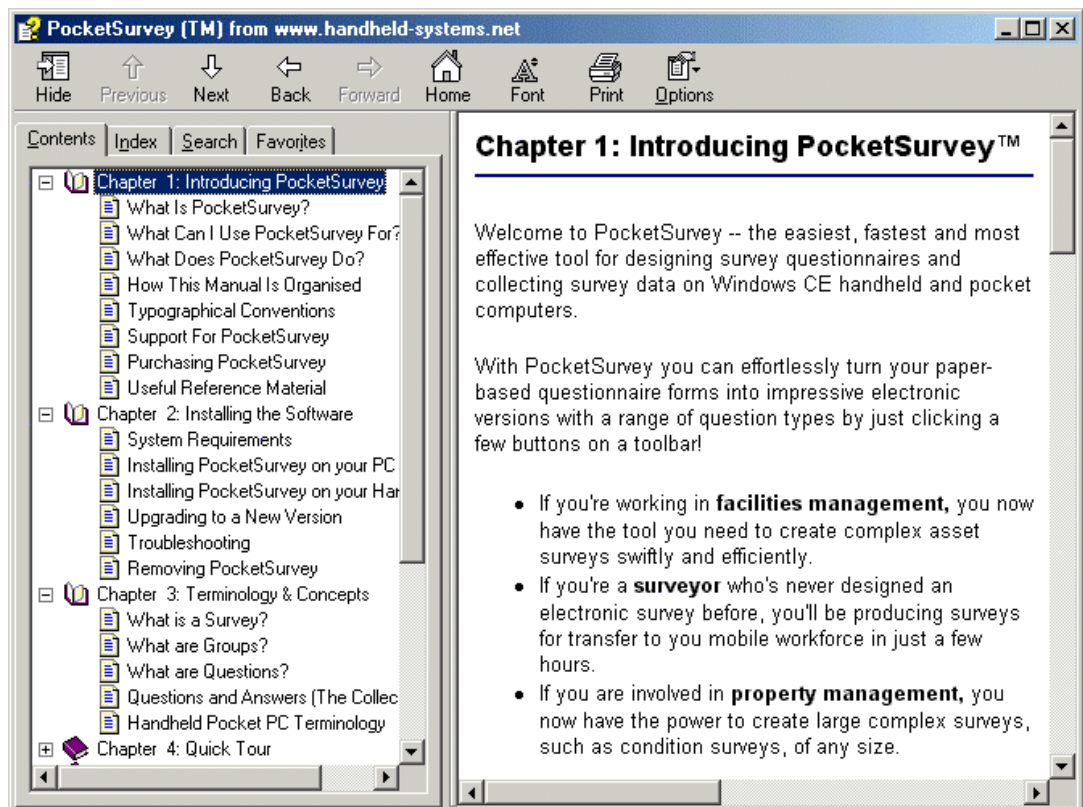 PocketSurvey (TM) from www.handheld-systems.net
Hide Previous Next Back Forward Home Font Print Options
Contents Index Search Favorites
Chapter 1: Introducing PocketSurvey
What Is PocketSurvey?
What Can I Use PocketSurvey For?
What Does PocketSurvey Do?
How This Manual Is Organised
Typographical Conventions
Support For PocketSurvey
Purchasing PocketSurvey
Useful Reference Material
Chapter 2: Installing the Software
System Requirements
Installing PocketSurvey on your PC
Installing PocketSurvey on your Har
Upgrading to a New Version
Troubleshooting
Removing PocketSurvey
Chapter 3: Terminology & Concepts
What is a Survey?
What are Groups?
What are Questions?
Questions and Answers (The Collec
Handheld Pocket PC Terminology
Chapter 4: Quick Tour
Chapter 1: Introducing PocketSurvey™
Welcome to PocketSurvey -- the easiest, fastest and most
effective tool for designing survey questionnaires and
collecting survey data on Windows CE handheld and pocket
computers.
With PocketSurvey you can effortlessly turn your paper-
based questionnaire forms into impressive electronic
versions with a range of question types by just clicking a
few buttons on a toolbar!
• If you're working in facilities management, you now
have the tool you need to create complex asset
surveys swiftly and efficiently.
• If you're a surveyor who's never designed an
electronic survey before, you'll be producing surveys
for transfer to you mobile workforce in just a few
hours.
• If you are involved in property management, you
now have the power to create large complex surveys,
such as condition surveys, of any size.